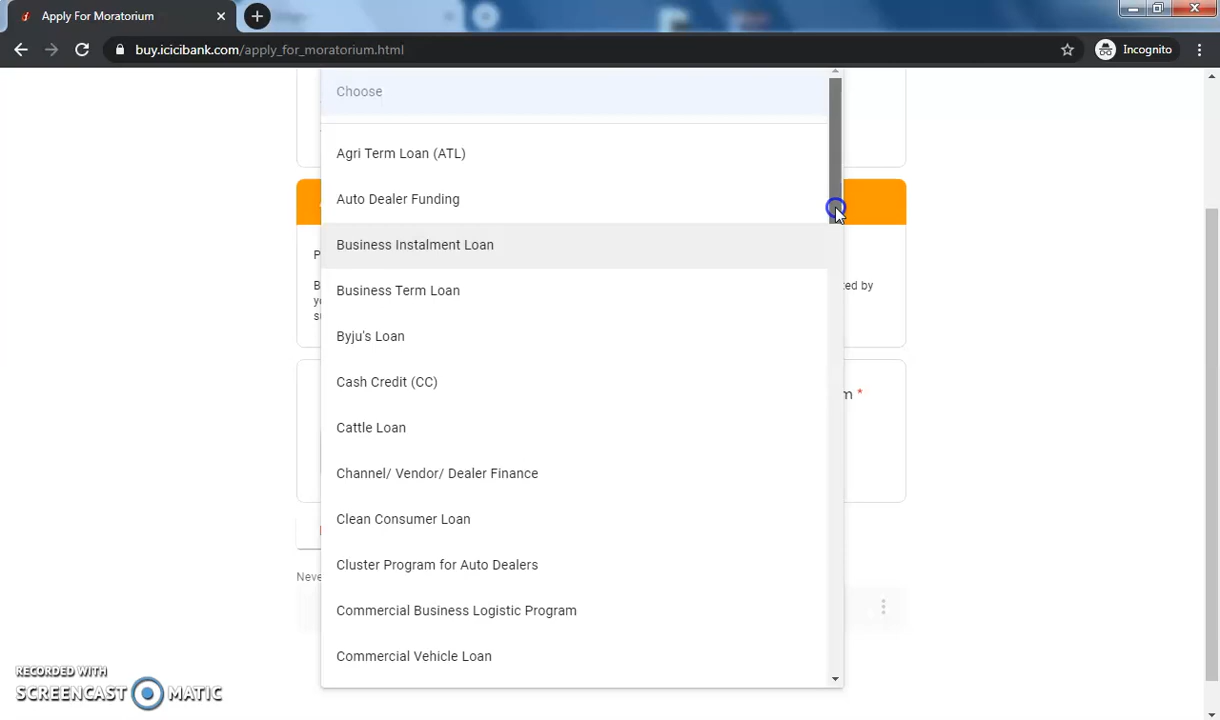 Apply For Moratorium
buy.icicibank.com/apply_for_moratorium.html
Incognito
Choose
Agri Term Loan (ATL)
Auto Dealer Funding
Business Instalment Loan
Business Term Loan
Byju's Loan
Cash Credit (CC)
Cattle Loan
Channel/ Vendor/ Dealer Finance
Clean Consumer Loan
Cluster Program for Auto Dealers
Commercial Business Logistic Program
Commercial Vehicle Loan
*
RECORDED WITH
SCREENCAST MATIC